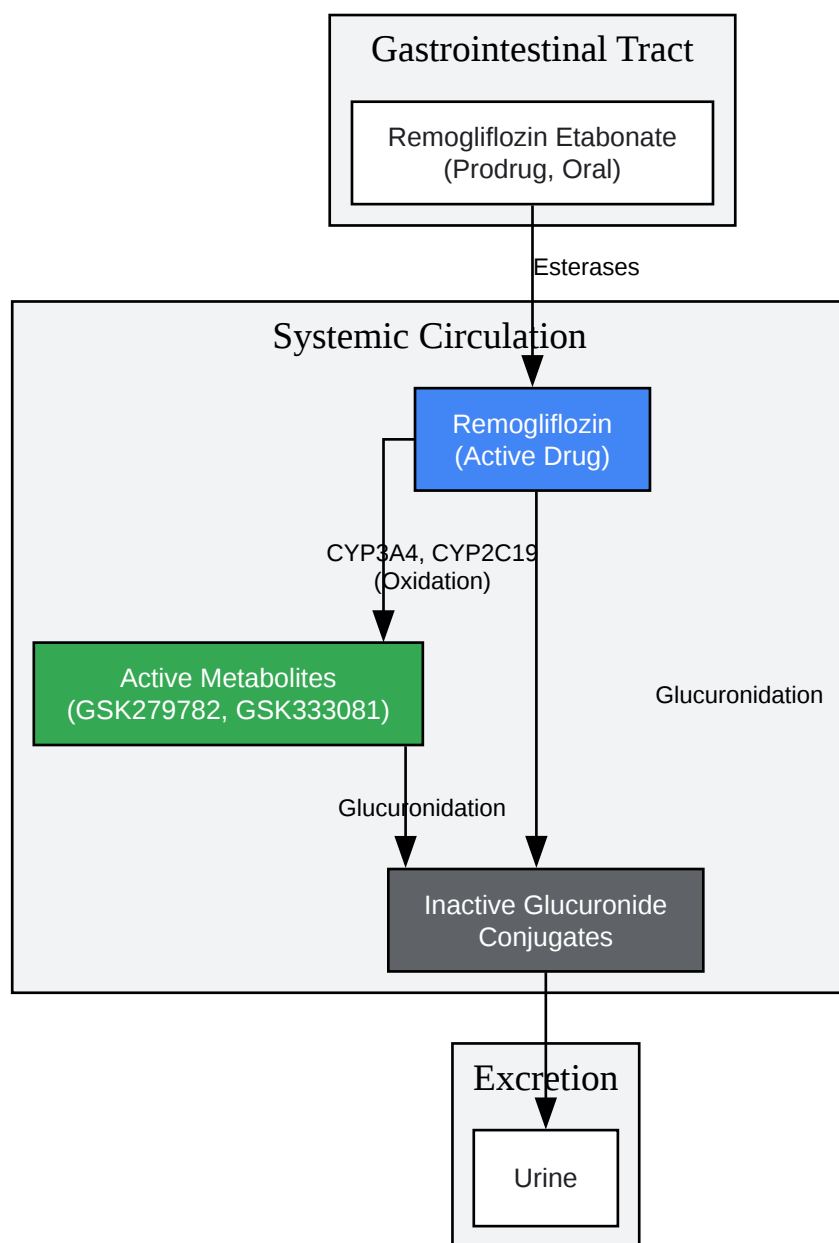 Gastrointestinal Tract
Remogliflozin Etabonate
(Prodrug, Oral)
Esterases
Systemic Circulation
Remogliflozin
(Active Drug)
CYP3A4, CYP2C19
(Oxidation)
Active Metabolites
(GSK279782, GSK333081)
Glucuronidation
Glucuronidation
Inactive Glucuronide
Conjugates
Excretion
Urine